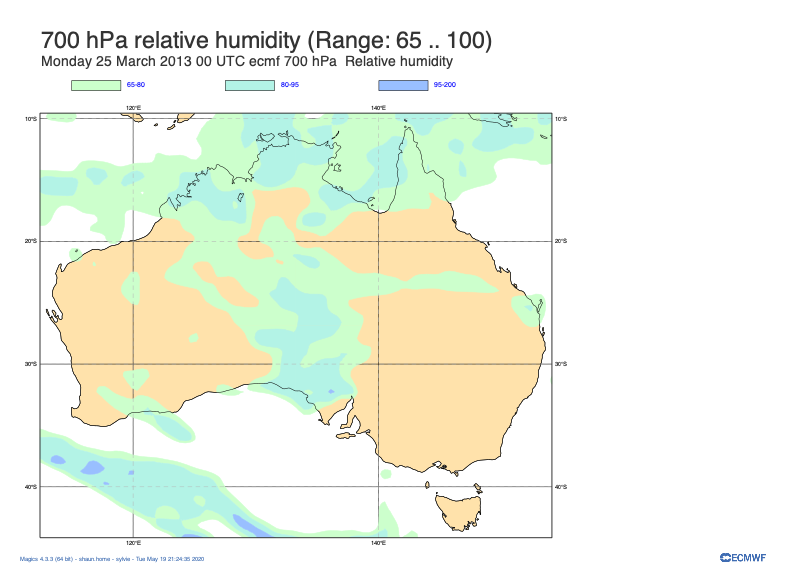 700 hPa relative humidity (Range: 65 .. 100)
Monday 25 March 2013 00 UTC ecmf 700 hPa  Relative humidity
65-80 80-95 95-200
120°E 140°E
10°S 10°S
20°S 20°S
30°S 30°S
40°S 40°S
120°E 140°E
Magics 4.3.3 (64 bit) - shaun.home - sylvie - Tue May 19 21:24:35 2020
ECMWF